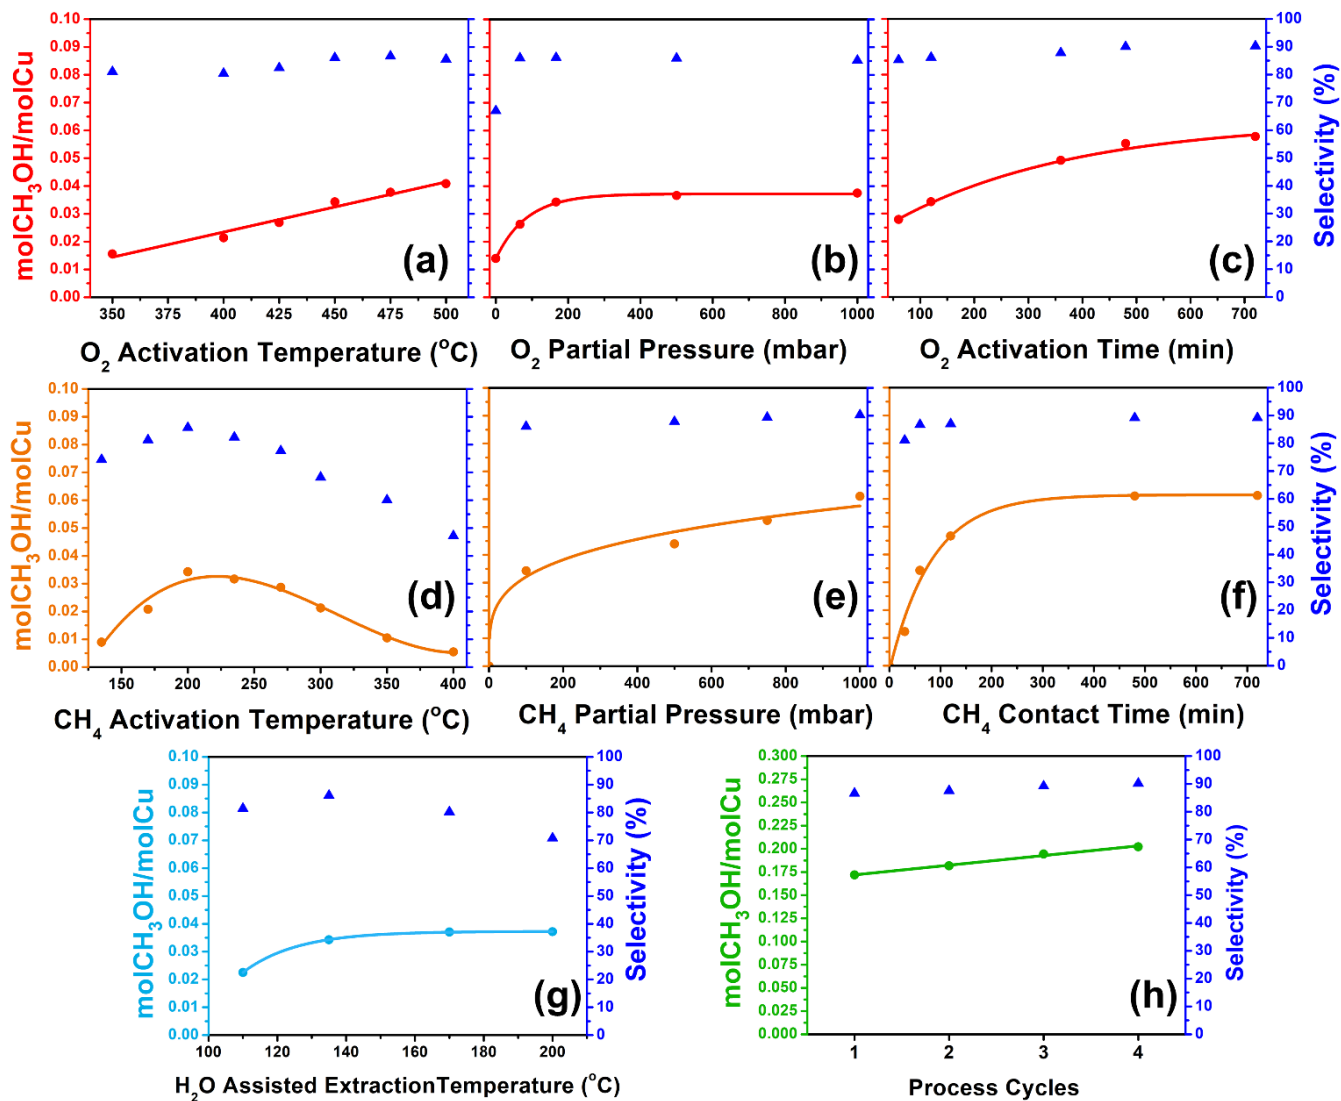 molCH₃OH/molCu
0.10
0.09
0.08
0.07
0.06
0.05
0.04
0.03
0.02
0.01
0.00
(a)
350 375 400 425 450 475 500
O₂ Activation Temperature (°C)
(b)
0 200 400 600 800 1000
O₂ Partial Pressure (mbar)
(c)
100 200 300 400 500 600 700
O₂ Activation Time (min)
100
90
80
70
60
50
40
30
20
10
0
Selectivity (%)
molCH₃OH/molCu
0.10
0.09
0.08
0.07
0.06
0.05
0.04
0.03
0.02
0.01
0.00
(d)
150 200 250 300 350 400
CH₄ Activation Temperature (°C)
(e)
0 200 400 600 800 1000
CH₄ Partial Pressure (mbar)
(f)
0 100 200 300 400 500 600 700
CH₄ Contact Time (min)
100
90
80
70
60
50
40
30
20
10
0
Selectivity (%)
molCH₃OH/molCu
0.10
0.09
0.08
0.07
0.06
0.05
0.04
0.03
0.02
0.01
0.00
(g)
100 120 140 160 180 200
H₂O Assisted ExtractionTemperature (°C)
100
90
80
70
60
50
40
30
20
10
0
Selectivity (%)
molCH₃OH/molCu
0.300
0.275
0.250
0.225
0.200
0.175
0.150
0.125
0.100
0.075
0.050
0.025
0.000
(h)
1 2 3 4
Process Cycles
100
90
80
70
60
50
40
30
20
10
0
Selectivity (%)